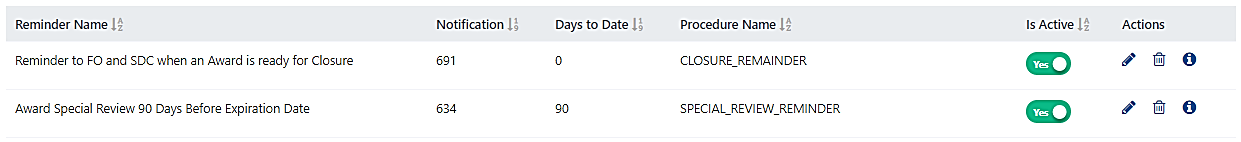 Reminder Name Notification Days to Date Procedure Name Is Active Actions
Reminder to FO and SDC when an Award is ready for Closure 691 0 CLOSURE_REMAINDER Yes
Award Special Review 90 Days Before Expiration Date 634 90 SPECIAL_REVIEW_REMINDER Yes